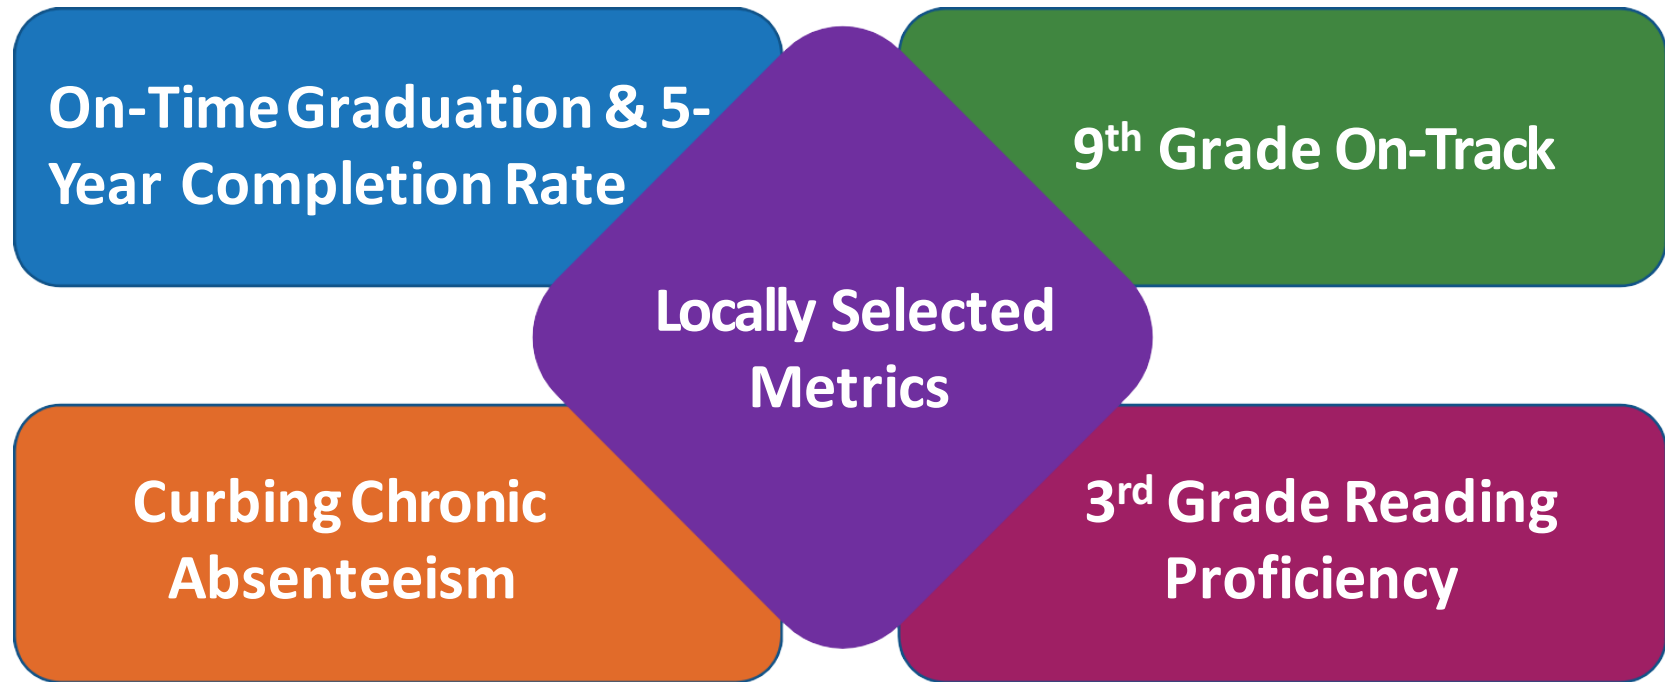 On-Time Graduation & 5-
Year Completion Rate
9th Grade On-Track
Locally Selected
Metrics
Curbing Chronic
Absenteeism
3rd Grade Reading
Proficiency